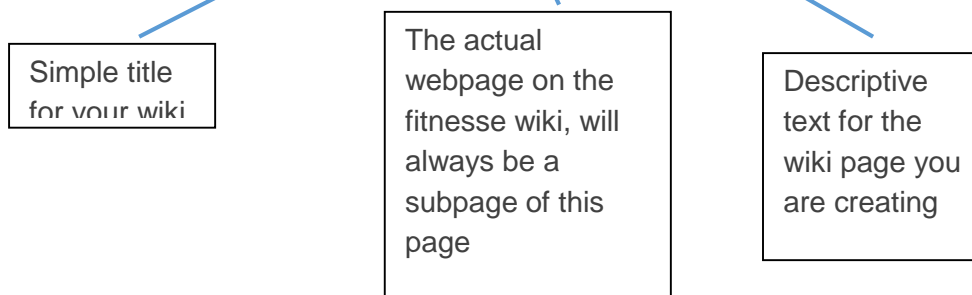 Simple title
for your wiki
The actual
webpage on the
fitnesse wiki, will
always be a
subpage of this
page
Descriptive
text for the
wiki page you
are creating